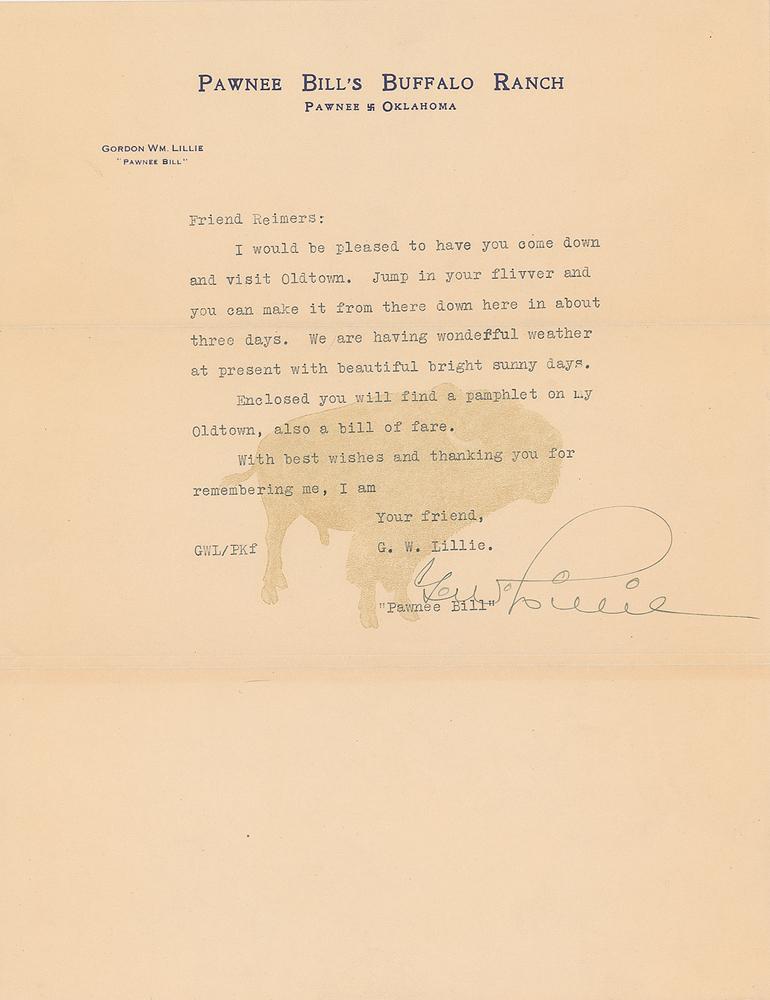 PAWNEE BILL'S BUFFALO RANCH
PAWNEE 卐 OKLAHOMA
GORDON WM. LILLIE
"PAWNEE BILL"
Friend Reimers:
I would be pleased to have you come down
and visit Oldtown. Jump in your flivver and
you can make it from there down here in about
three days. We are having wondefful weather
at present with beautiful bright sunny days.
Enclosed you will find a pamphlet on my
Oldtown, also a bill of fare.
With best wishes and thanking you for
remembering me, I am
Your friend,
GWL/PKf G. W. Lillie.
G W Lillie
"Pawnee Bill"